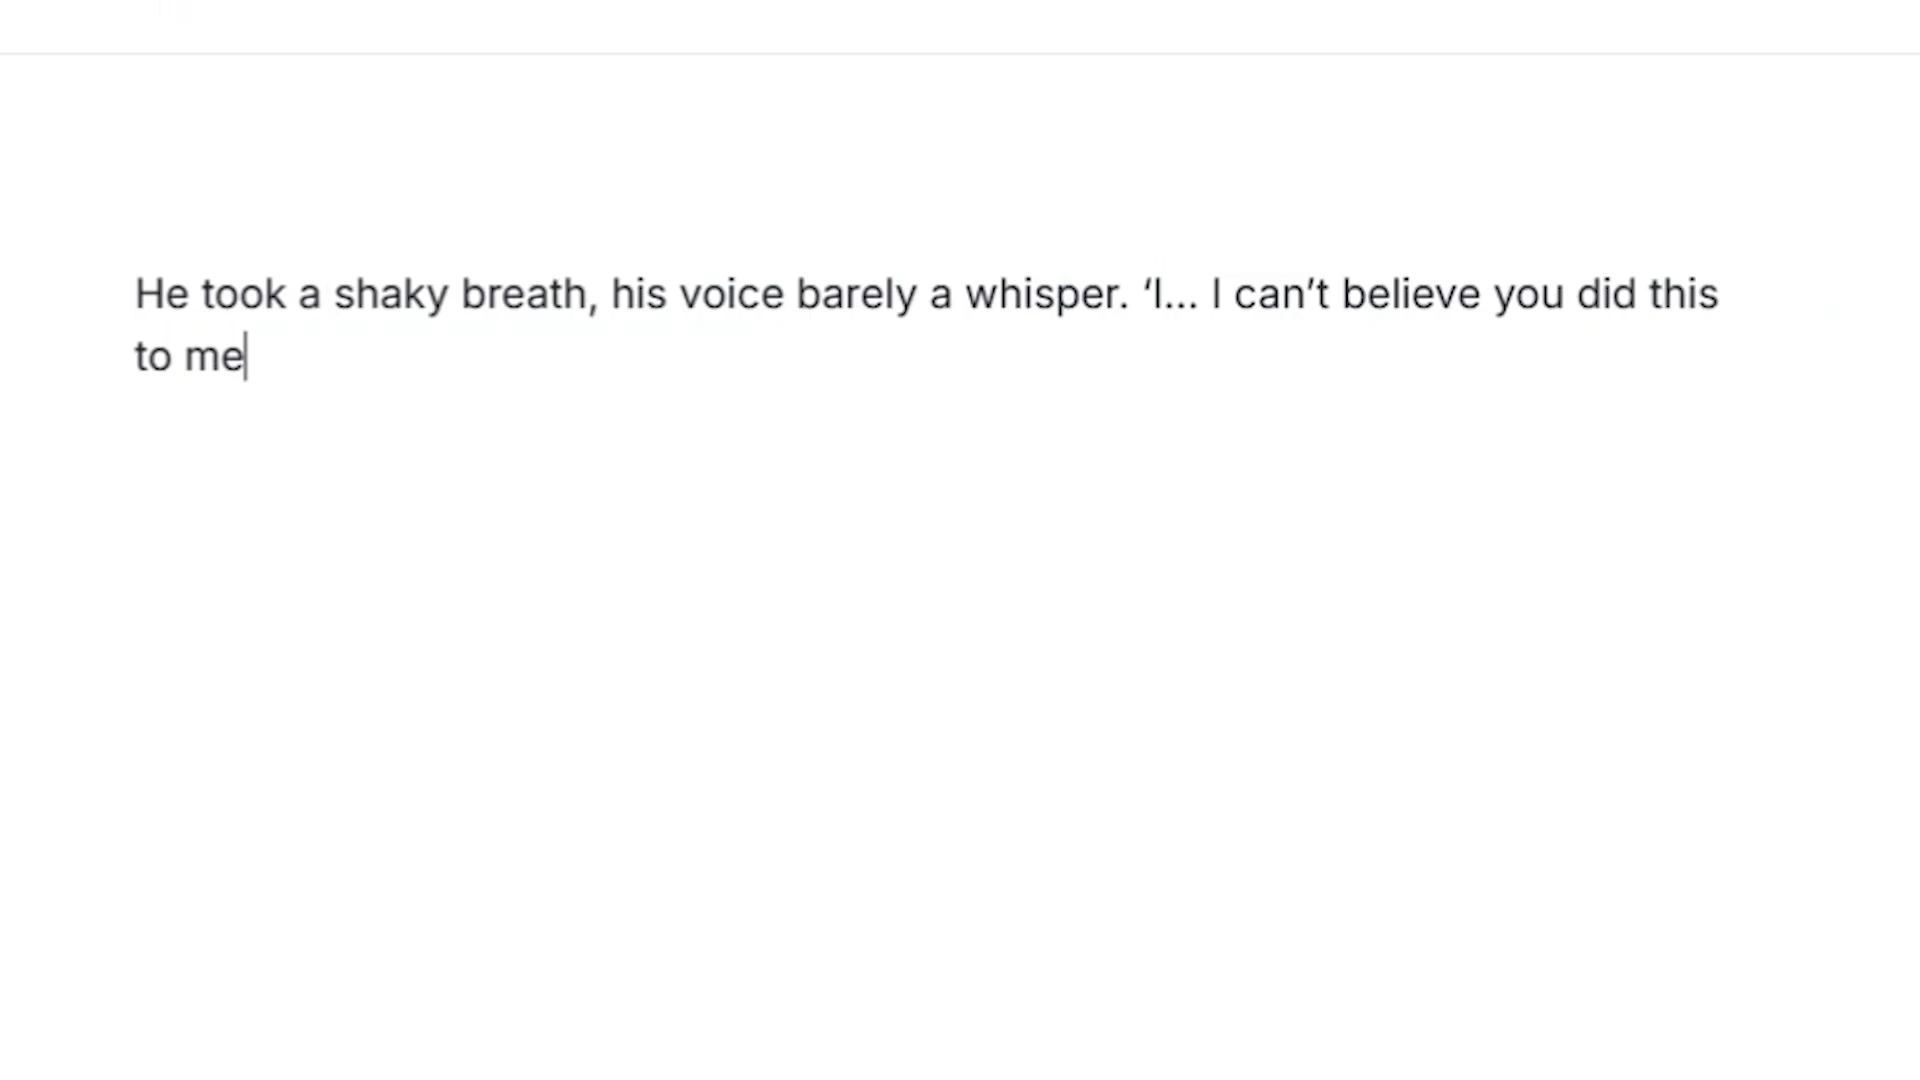 He took a shaky breath, his voice barely a whisper. ‘I... I can’t believe you did this
to me